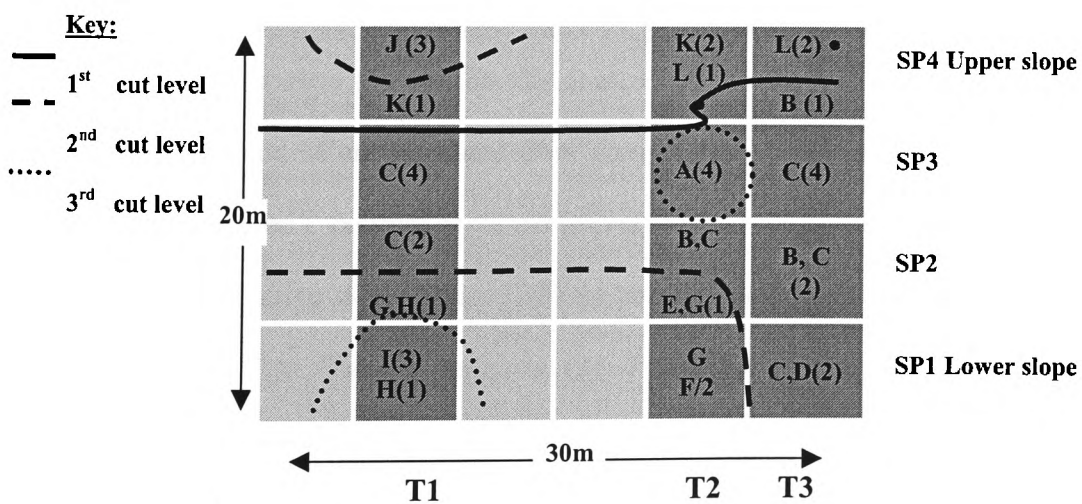 Key:
1st cut level
2nd cut level
3rd cut level
20m
J (3)
K(1)
K(2)
L (1)
L(2)
B (1)
SP4 Upper slope
C(4)
A(4)
C(4)
SP3
C(2)
G,H(1)
B,C
E,G(1)
B, C
(2)
SP2
I(3)
H(1)
G
F/2
C,D(2)
SP1 Lower slope
30m
T1
T2
T3